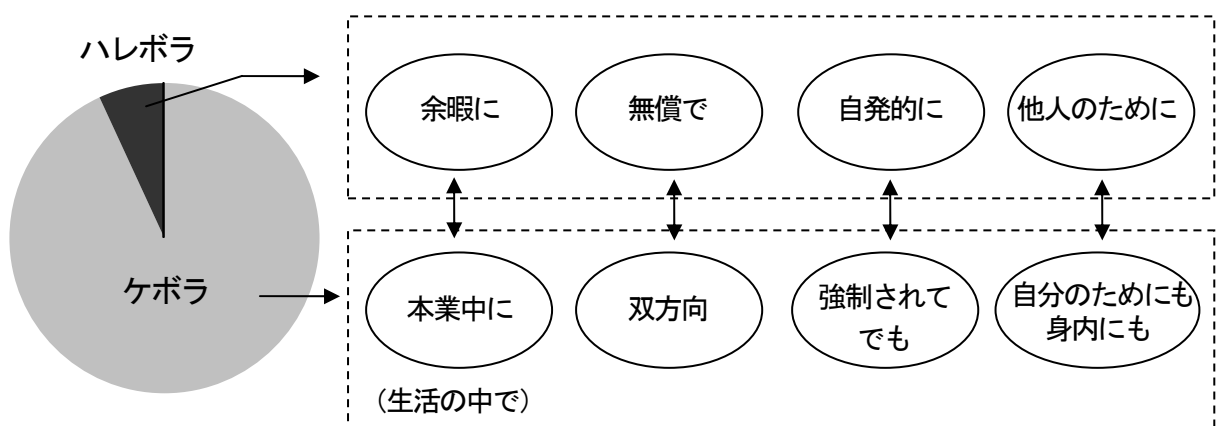 ハレボラ
余暇に
無償で
自発的に
他人のために
ケボラ
本業中に
双方向
強制されて
でも
自分のためにも
身内にも
（生活の中で）